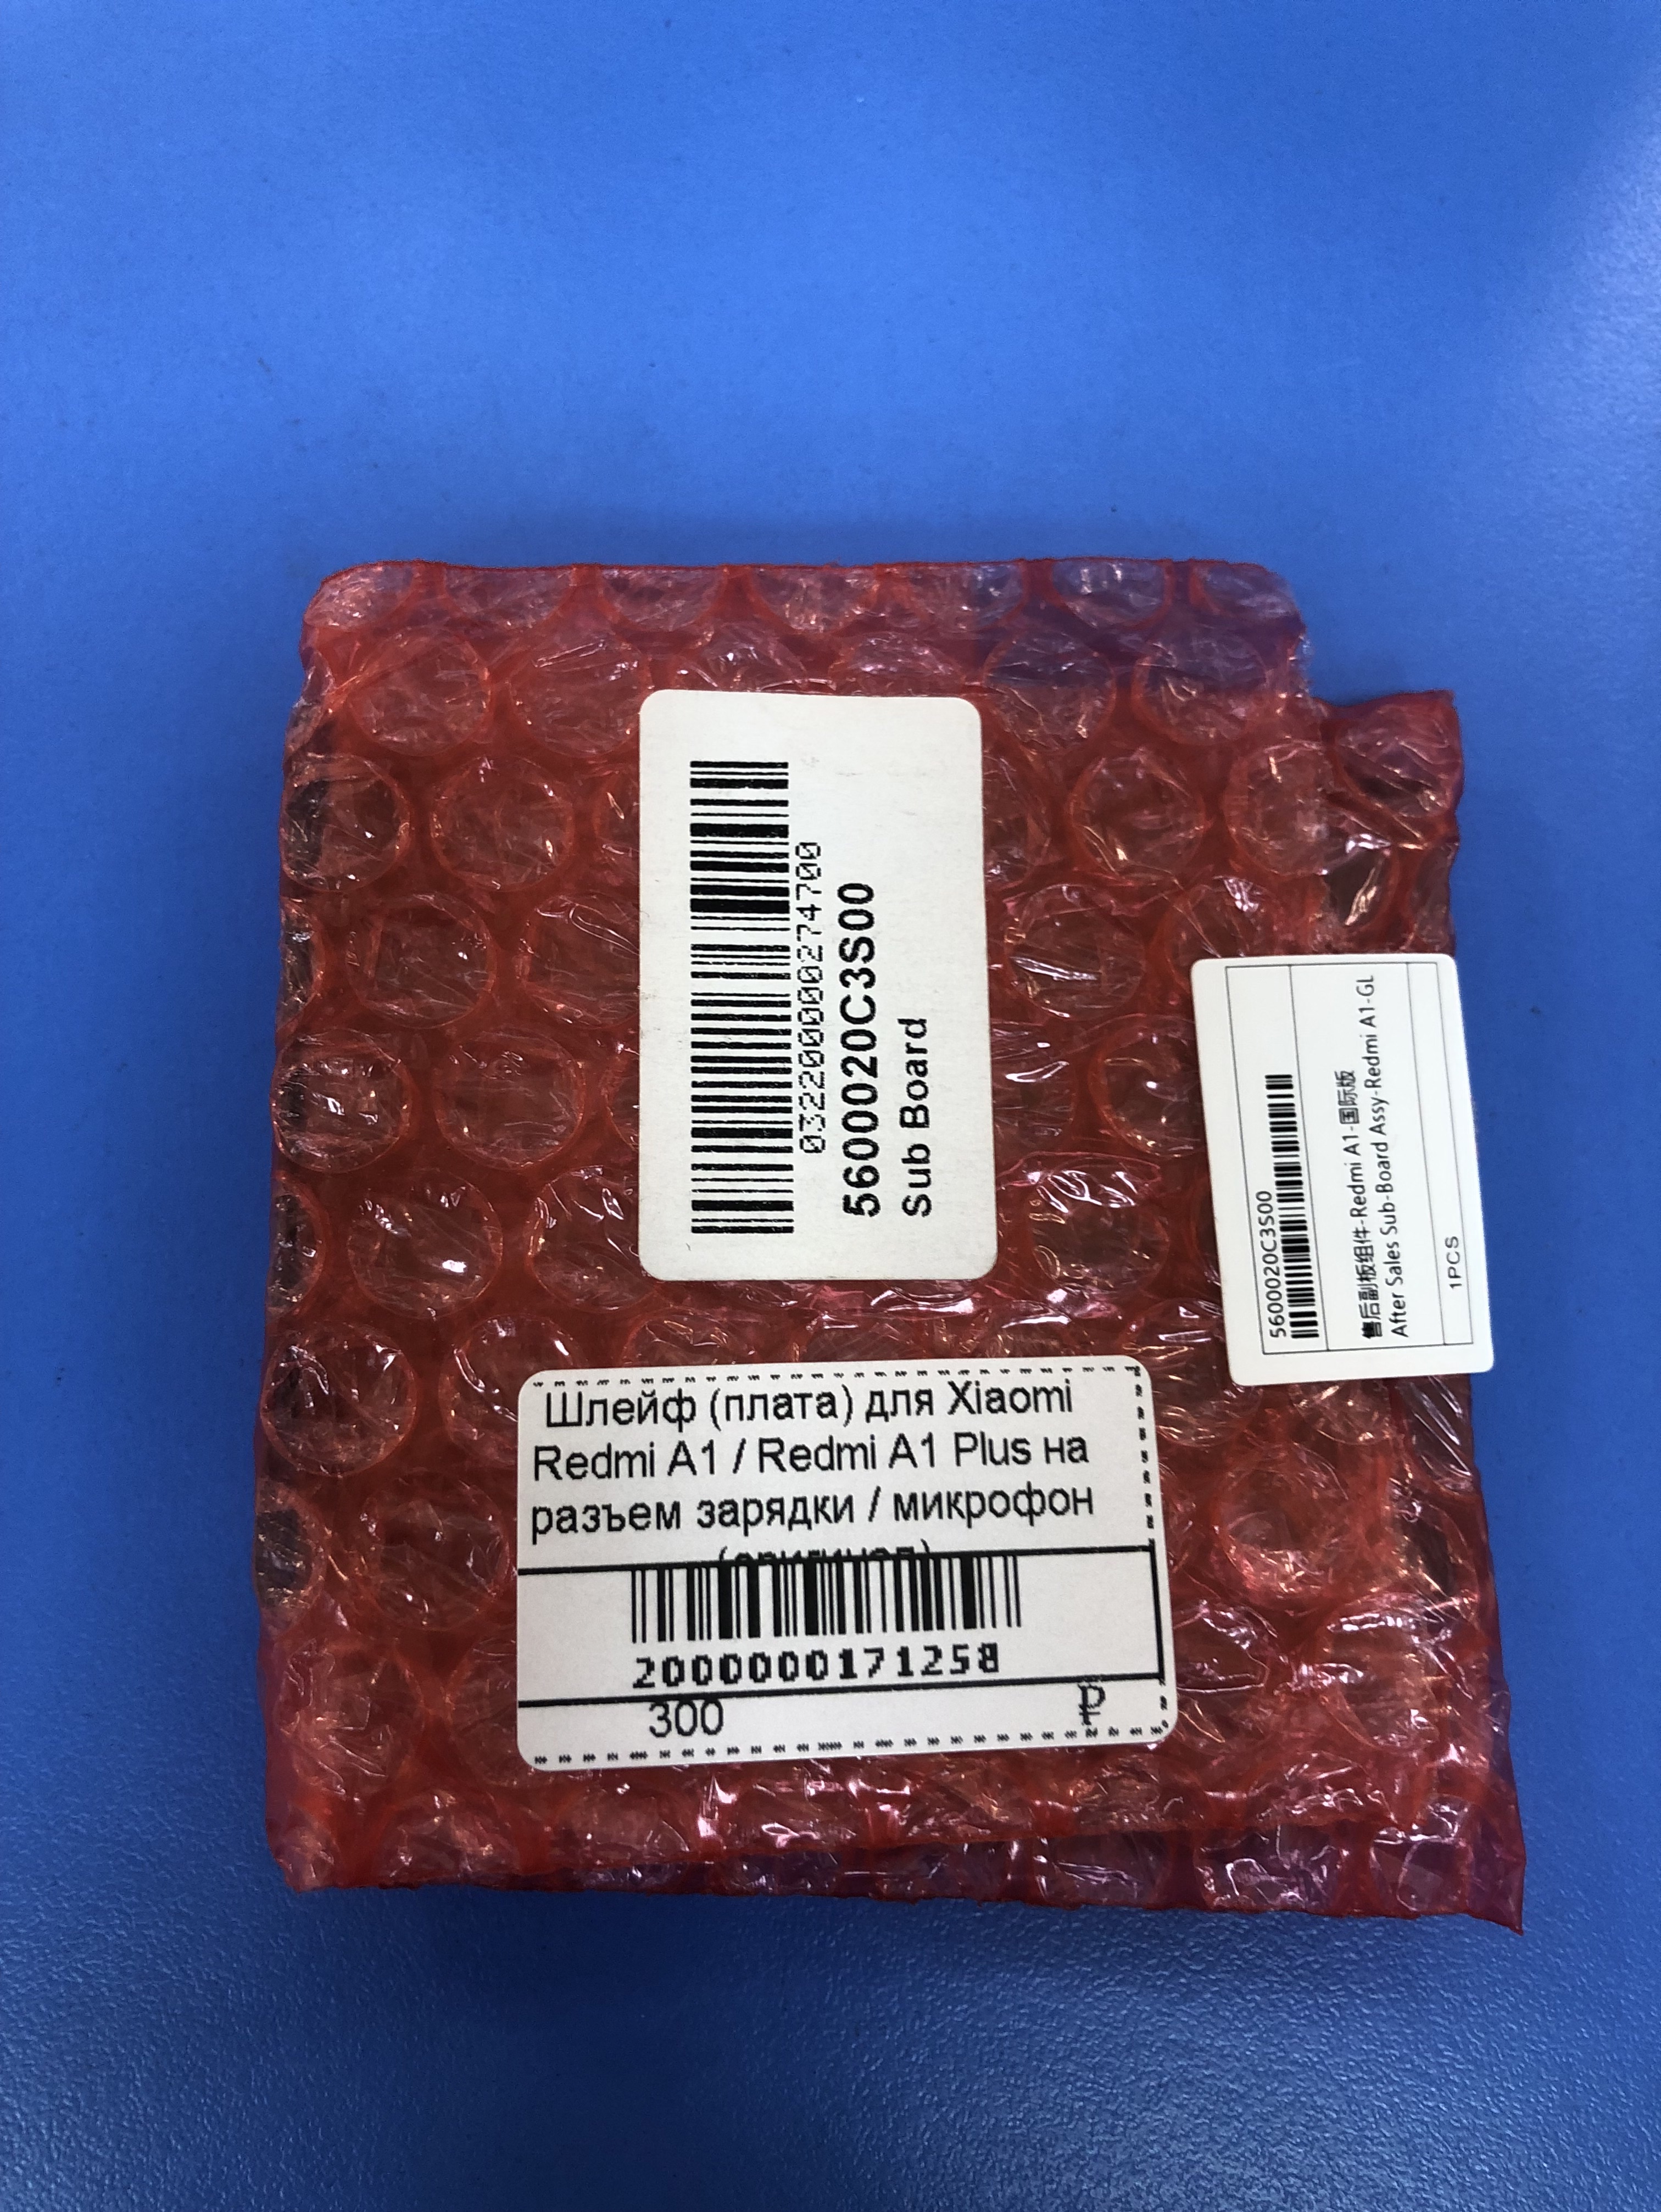 0322000000274700
5600020C3S00
Sub Board
5600020C3S00
售后副板组件-Redmi A1-国际版
After Sales Sub-Board Assy-Redmi A1-GL
1PCS
Шлейф (плата) для Xiaomi
Redmi A1 / Redmi A1 Plus на
разъем зарядки / микрофон
(оригинал)
2000000171258
300 ₽